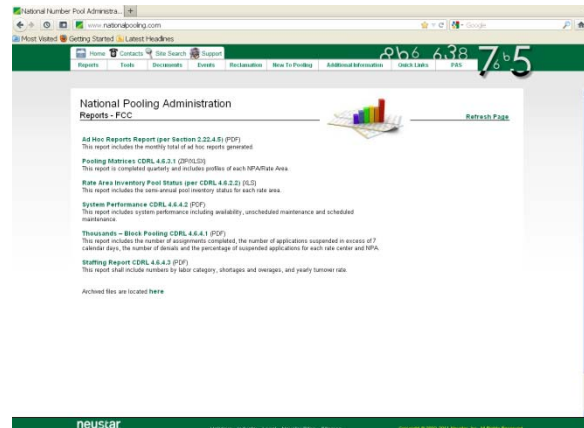 National Number Pool Administra...
www.nationalpooling.com
Google
Most Visited Getting Started Latest Headlines
Home Contacts Site Search Support
Reports Tools Documents Events Reclamation New To Pooling Additional Information Quick Links PAS
National Pooling Administration
Reports - FCC
Refresh Page
Ad Hoc Reports Report (per Section 2.22.4.5) (PDF)
This report includes the monthly total of ad hoc reports generated
Pooling Matrices CDRL 4.6.3.1 (ZIP/XLSX)
This report is completed quarterly and includes profiles of each NPA/Rate Area.
Rate Area Inventory Pool Status (per CDRL 4.6.2.2) (XLS)
This report includes the semi-annual pool inventory status for each rate area.
System Performance CDRL 4.6.4.2 (PDF)
This report includes system performance including availability, unscheduled maintenance and scheduled
maintenance.
Thousands – Block Pooling CDRL 4.6.4.1 (PDF)
This report includes the number of assignments completed, the number of applications suspended in excess of 7
calendar days, the number of denials and the percentage of suspended applications for each rate center and NPA.
Staffing Report CDRL 4.6.4.3 (PDF)
This report shall include numbers by labor category, shortages and overages, and yearly turnover rate.
Archived files are located here
neustar